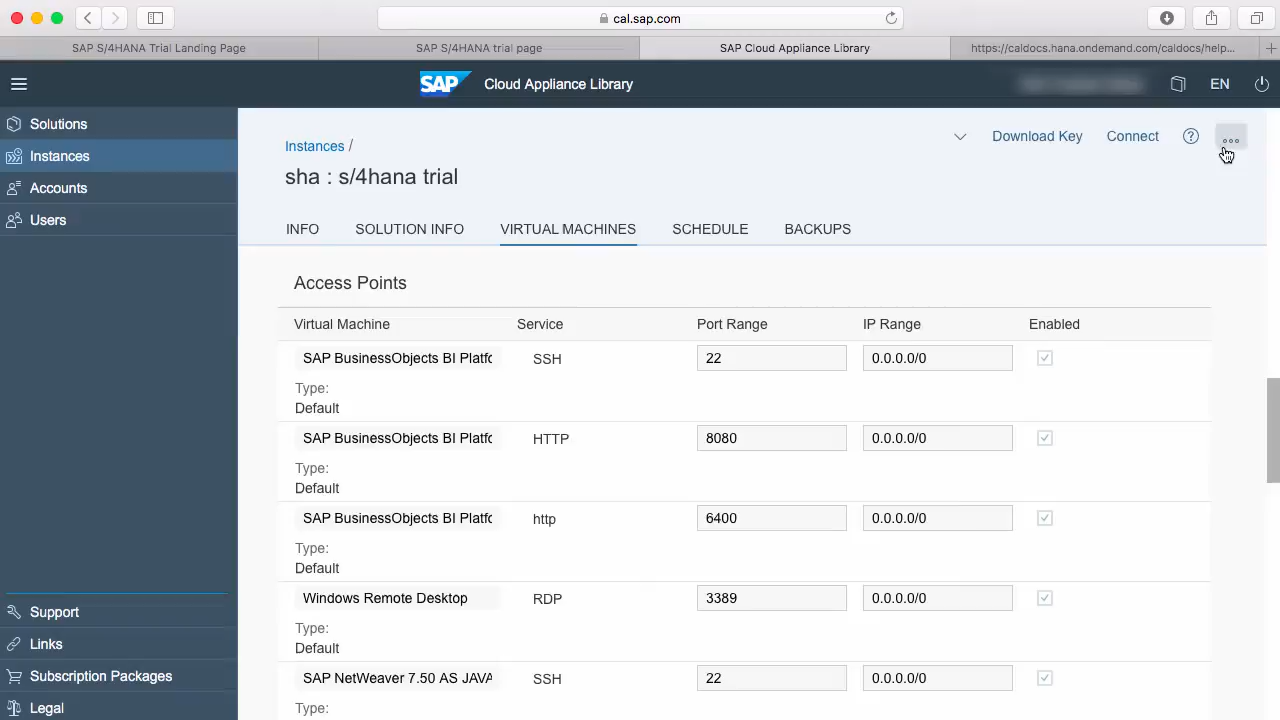 cal.sap.com
SAP S/4HANA Trial Landing Page
SAP S/4HANA trial page
SAP Cloud Appliance Library
https://caldocs.hana.ondemand.com/caldocs/help...
SAP Cloud Appliance Library
EN
Solutions
Instances
Accounts
Users
Support
Links
Subscription Packages
Legal
Instances /
Download Key
Connect
sha : s/4hana trial
INFO
SOLUTION INFO
VIRTUAL MACHINES
SCHEDULE
BACKUPS
Access Points
Virtual Machine Service Port Range IP Range Enabled
SAP BusinessObjects BI Platfo SSH 22 0.0.0.0/0
Type:
Default
SAP BusinessObjects BI Platfo HTTP 8080 0.0.0.0/0
Type:
Default
SAP BusinessObjects BI Platfo http 6400 0.0.0.0/0
Type:
Default
Windows Remote Desktop RDP 3389 0.0.0.0/0
Type:
Default
SAP NetWeaver 7.50 AS JAVA SSH 22 0.0.0.0/0
Type: